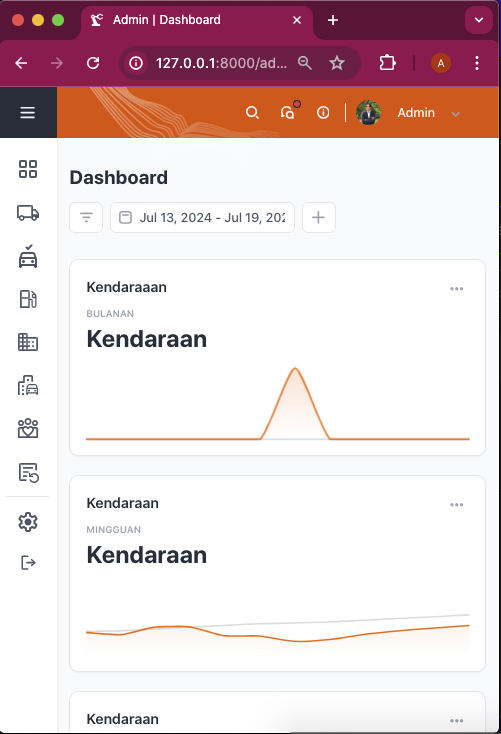 Admin | Dashboard
127.0.0.1:8000/ad...
A
Admin
Dashboard
Jul 13, 2024 - Jul 19, 202
Kendaraaan
BULANAN
Kendaraan
Kendaraan
MINGGUAN
Kendaraan
Kendaraan